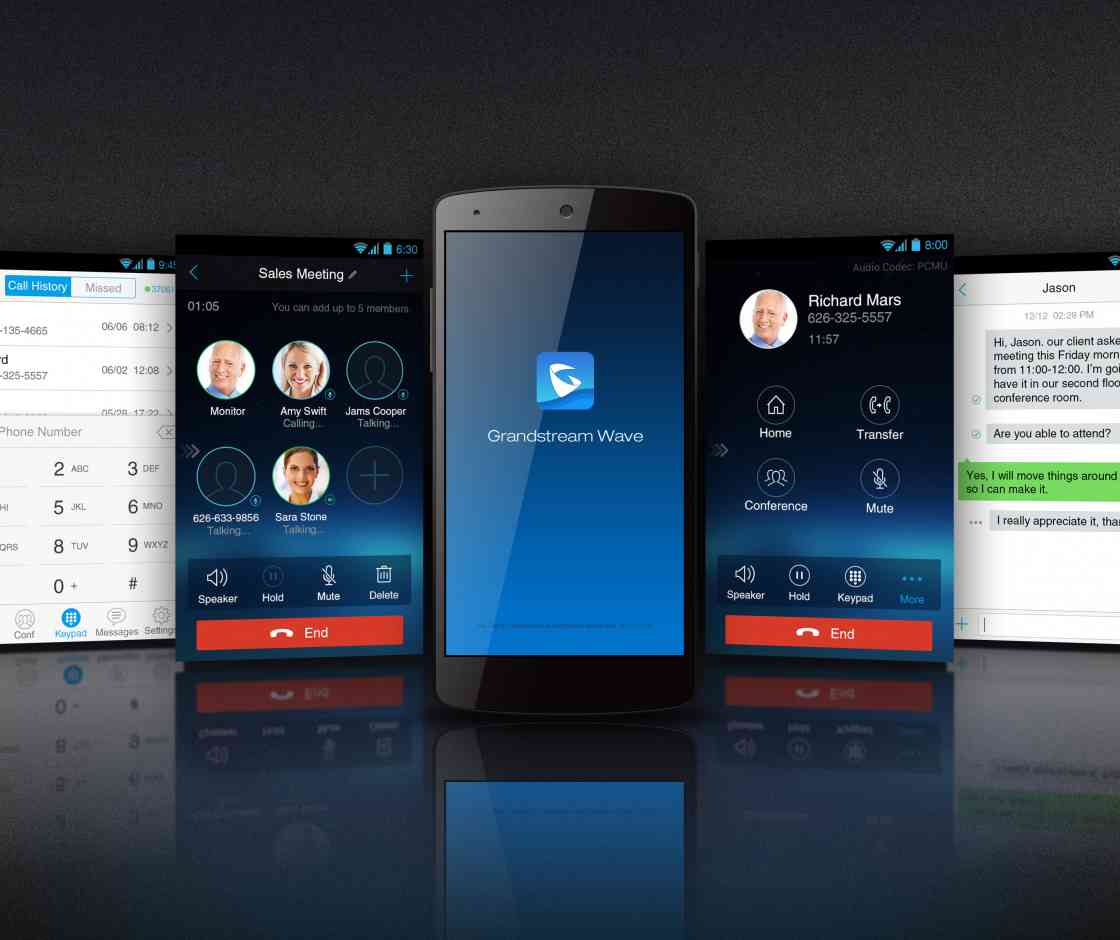 9:45
Call History
Missed
37061
-135-4665
06/06 08:12
rd
-325-5557
06/02 12:08
05/28 17:22
Phone Number
2 ABC
3 DEF
HI
5 JKL
6 MNO
QRS
8 TUV
9 WXYZ
0 +
#
Conf
Keypad
Messages
Settings
6:30
Sales Meeting
01:05
You can add up to 5 members
Monitor
Amy Swift
Calling...
Jams Cooper
Talking...
626-633-9856
Talking...
Sara Stone
Talking...
Speaker
Hold
Mute
Delete
End
Grandstream Wave
8:00
Audio Codec: PCMU
Richard Mars
626-325-5557
11:57
Home
Transfer
Conference
Mute
Speaker
Hold
Keypad
More
End
Jason
12/12 02:28 PM
Hi, Jason. our client aske
meeting this Friday morn
from 11:00-12:00. I'm goi
have it in our second floo
conference room.
Are you able to attend?
Yes, I will move things around
so I can make it.
I really appreciate it, tha